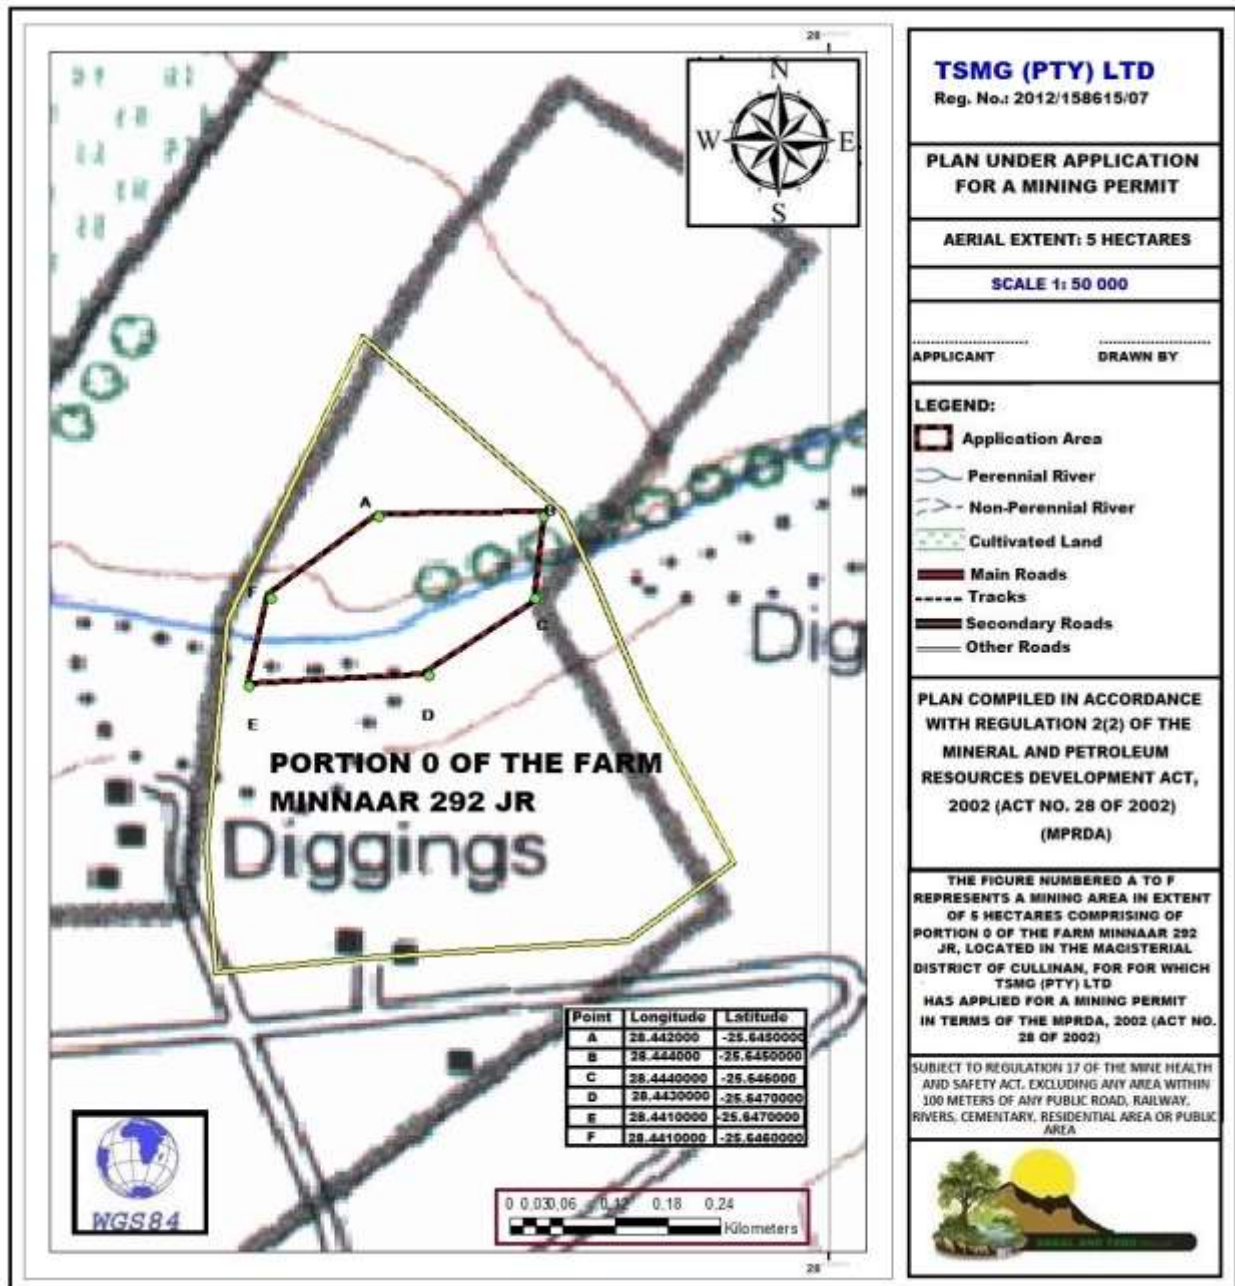 28
N
W E
S
A
B
F
C
E
D
PORTION 0 OF THE FARM
MINNAAR 292 JR
Diggings
Dig
Point Longitude Latitude
A 28.442000 -25.6450000
B 28.444000 -25.6450000
C 28.4440000 -25.646000
D 28.4430000 -25.6470000
E 28.4410000 -25.6470000
F 28.4410000 -25.6460000
WGS84
0 0,030,06 0,12 0,18 0,24
Kilometers
28
TSMG (PTY) LTD
Reg. No.: 2012/158615/07
PLAN UNDER APPLICATION
FOR A MINING PERMIT
AERIAL EXTENT: 5 HECTARES
SCALE 1: 50 000
APPLICANT DRAWN BY
LEGEND:
Application Area
Perennial River
Non-Perennial River
Cultivated Land
Main Roads
Tracks
Secondary Roads
Other Roads
PLAN COMPILED IN ACCORDANCE
WITH REGULATION 2(2) OF THE
MINERAL AND PETROLEUM
RESOURCES DEVELOPMENT ACT,
2002 (ACT NO. 28 OF 2002)
(MPRDA)
THE FIGURE NUMBERED A TO F
REPRESENTS A MINING AREA IN EXTENT
OF 5 HECTARES COMPRISING OF
PORTION 0 OF THE FARM MINNAAR 292
JR, LOCATED IN THE MAGISTERIAL
DISTRICT OF CULLINAN, FOR FOR WHICH
TSMG (PTY) LTD
HAS APPLIED FOR A MINING PERMIT
IN TERMS OF THE MPRDA, 2002 (ACT NO.
28 OF 2002)
SUBJECT TO REGULATION 17 OF THE MINE HEALTH
AND SAFETY ACT. EXCLUDING ANY AREA WITHIN
100 METERS OF ANY PUBLIC ROAD, RAILWAY.
RIVERS, CEMENTARY, RESIDENTIAL AREA OR PUBLIC
AREA